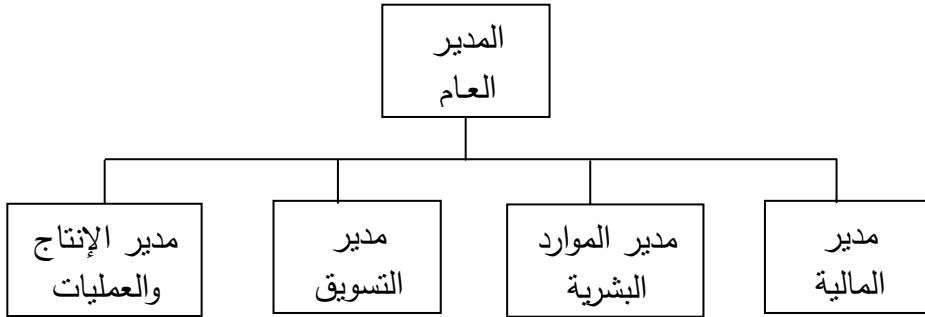 المدير
العام
مدير
المالية
مدير الموارد
البشرية
مدير
التسويق
مدير الإنتاج
والعمليات